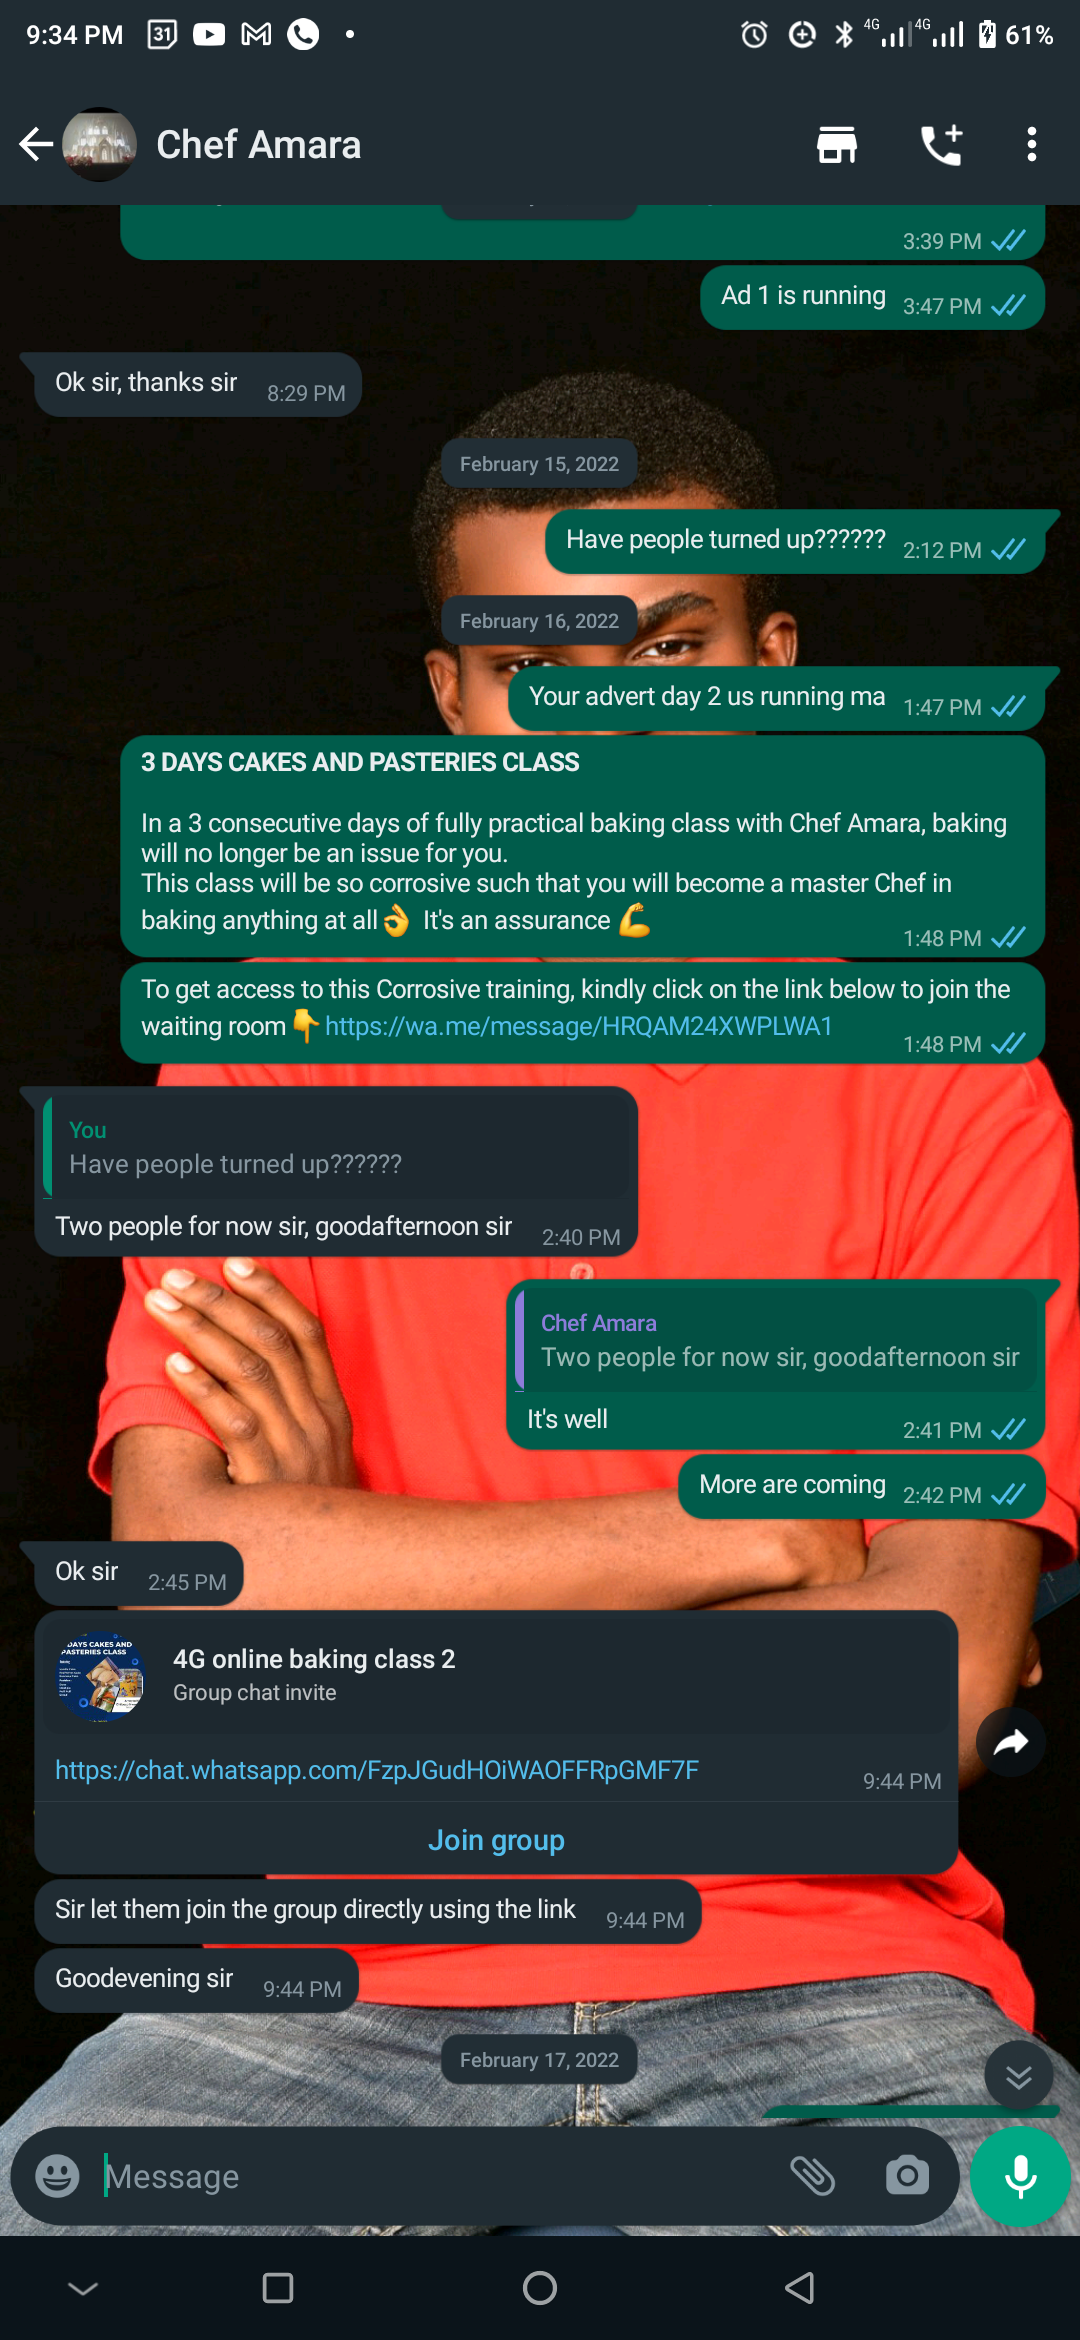 9:34 PM 31 4G 4G 61%
Chef Amara
3:39 PM
Ad 1 is running 3:47 PM
Ok sir, thanks sir 8:29 PM
February 15, 2022
Have people turned up?????? 2:12 PM
February 16, 2022
Your advert day 2 us running ma 1:47 PM
3 DAYS CAKES AND PASTERIES CLASS
In a 3 consecutive days of fully practical baking class with Chef Amara, baking
will no longer be an issue for you.
This class will be so corrosive such that you will become a master Chef in
baking anything at all👌 It's an assurance 💪
1:48 PM
To get access to this Corrosive training, kindly click on the link below to join the
waiting room👇https://wa.me/message/HRQAM24XWPLWA1
1:48 PM
You
Have people turned up??????
Two people for now sir, goodafternoon sir 2:40 PM
Chef Amara
Two people for now sir, goodafternoon sir
It's well 2:41 PM
More are coming 2:42 PM
Ok sir 2:45 PM
DAYS CAKES AND
PASTERIES CLASS
4G online baking class 2
Group chat invite
https://chat.whatsapp.com/FzpJGudHOiWAOFFRpGMF7F
9:44 PM
Join group
Sir let them join the group directly using the link 9:44 PM
Goodevening sir 9:44 PM
February 17, 2022
Message